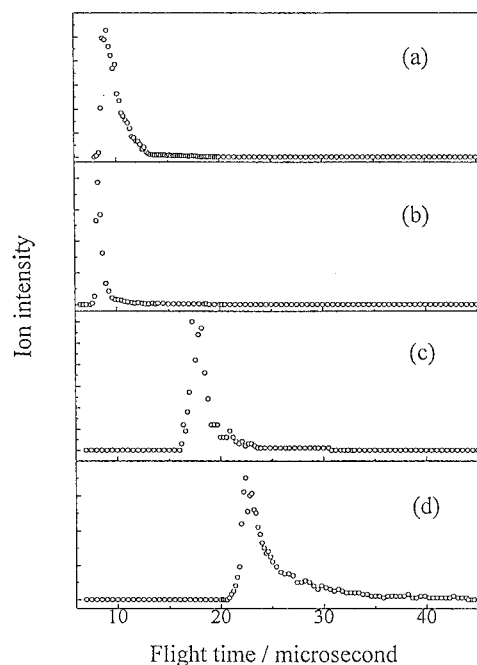 (a)
(b)
(c)
(d)
Ion intensity
10 20 30 40
Flight time / microsecond